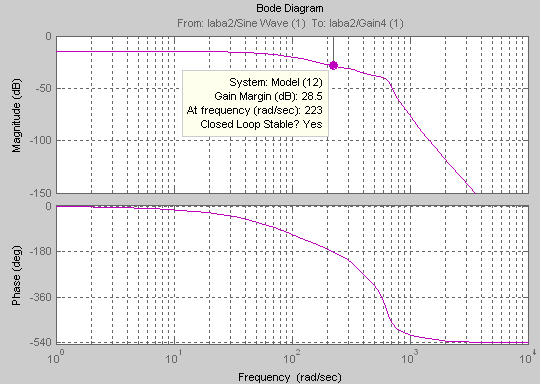 Bode Diagram
From: laba2/Sine Wave (1) To: laba2/Gain4 (1)
0
-50
-100
-150
Magnitude (dB)
System: Model (12)
Gain Margin (dB): 28.5
At frequency (rad/sec): 223
Closed Loop Stable? Yes
0
-180
-360
-540
Phase (deg)
10^0
10^1
10^2
10^3
10^4
Frequency (rad/sec)